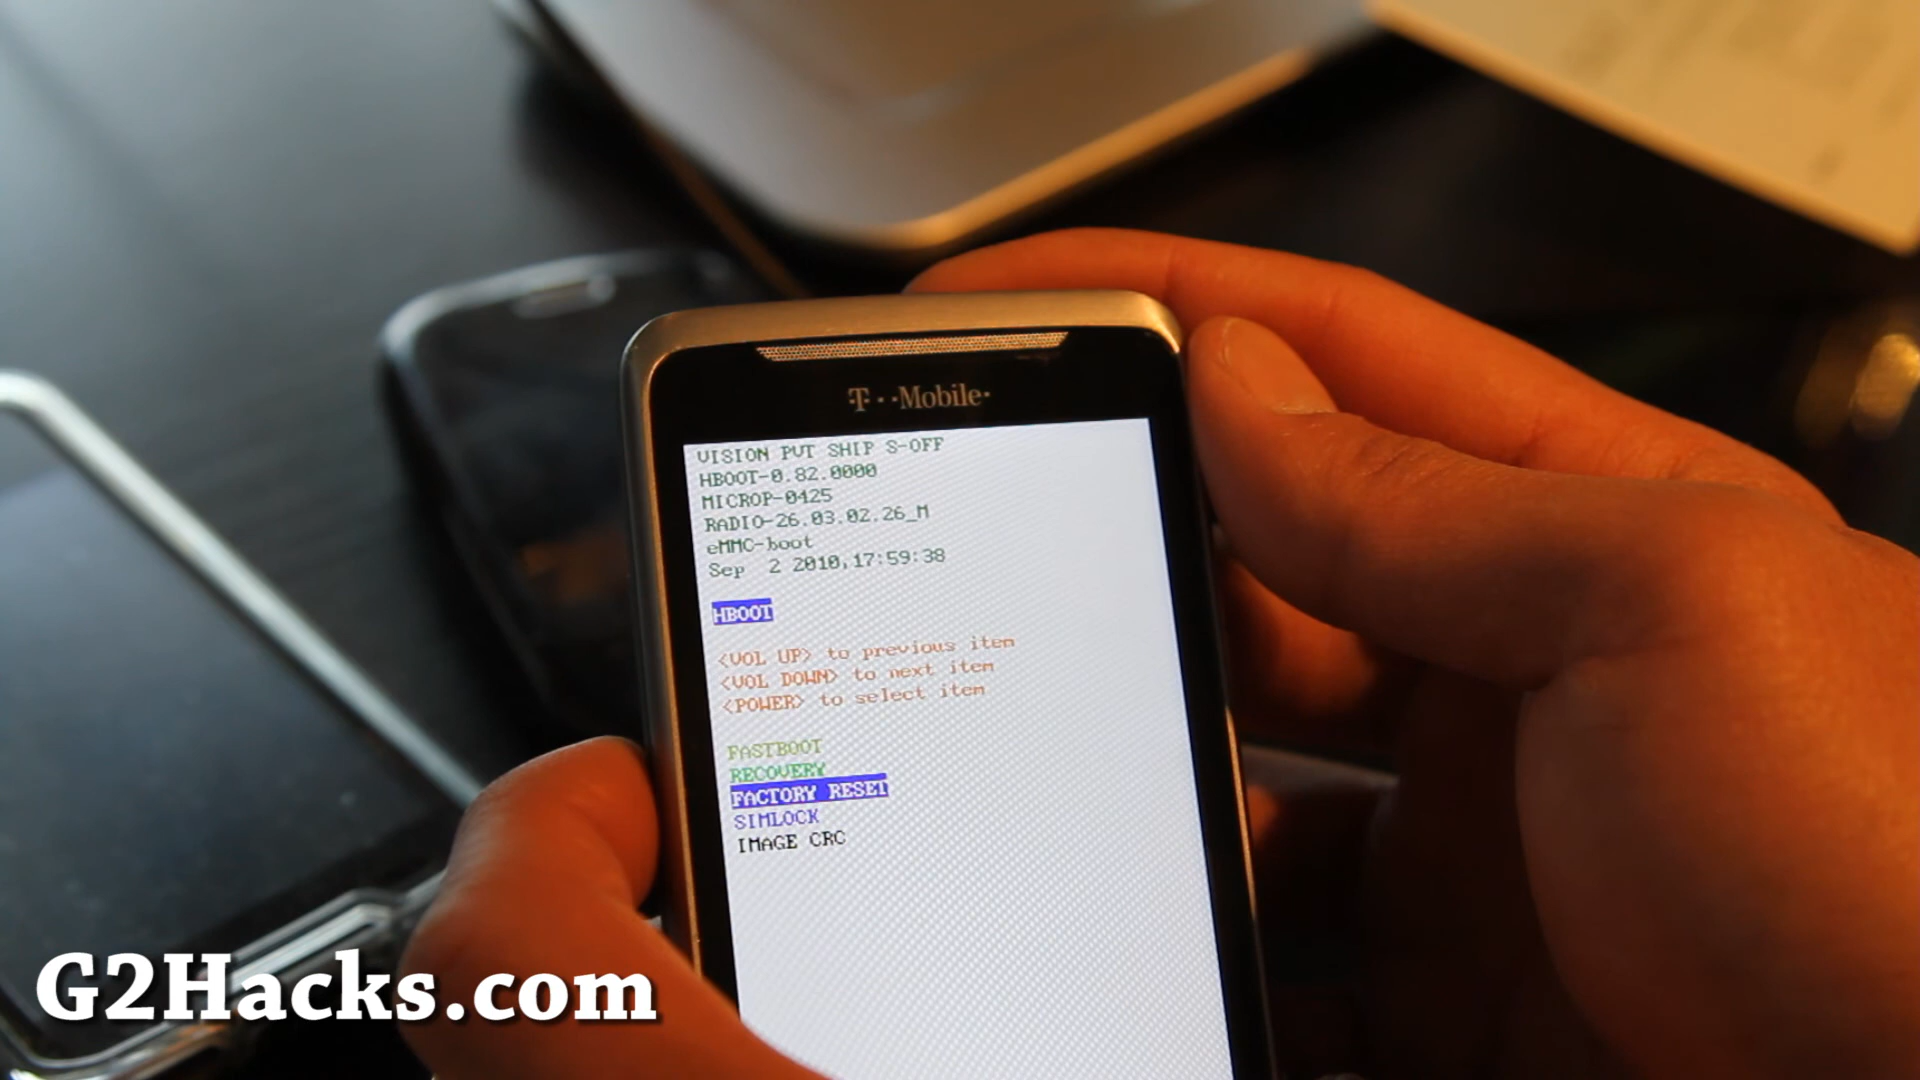 T··Mobile·
VISION PVT SHIP S-OFF
HBOOT-0.82.0000
MICROP-0425
RADIO-26.03.02.26_M
eMMC-boot
Sep 2 2010,17:59:38
HBOOT
<VOL UP> to previous item
<VOL DOWN> to next item
<POWER> to select item
FASTBOOT
RECOVERY
FACTORY RESET
SIMLOCK
IMAGE CRC
G2Hacks.com